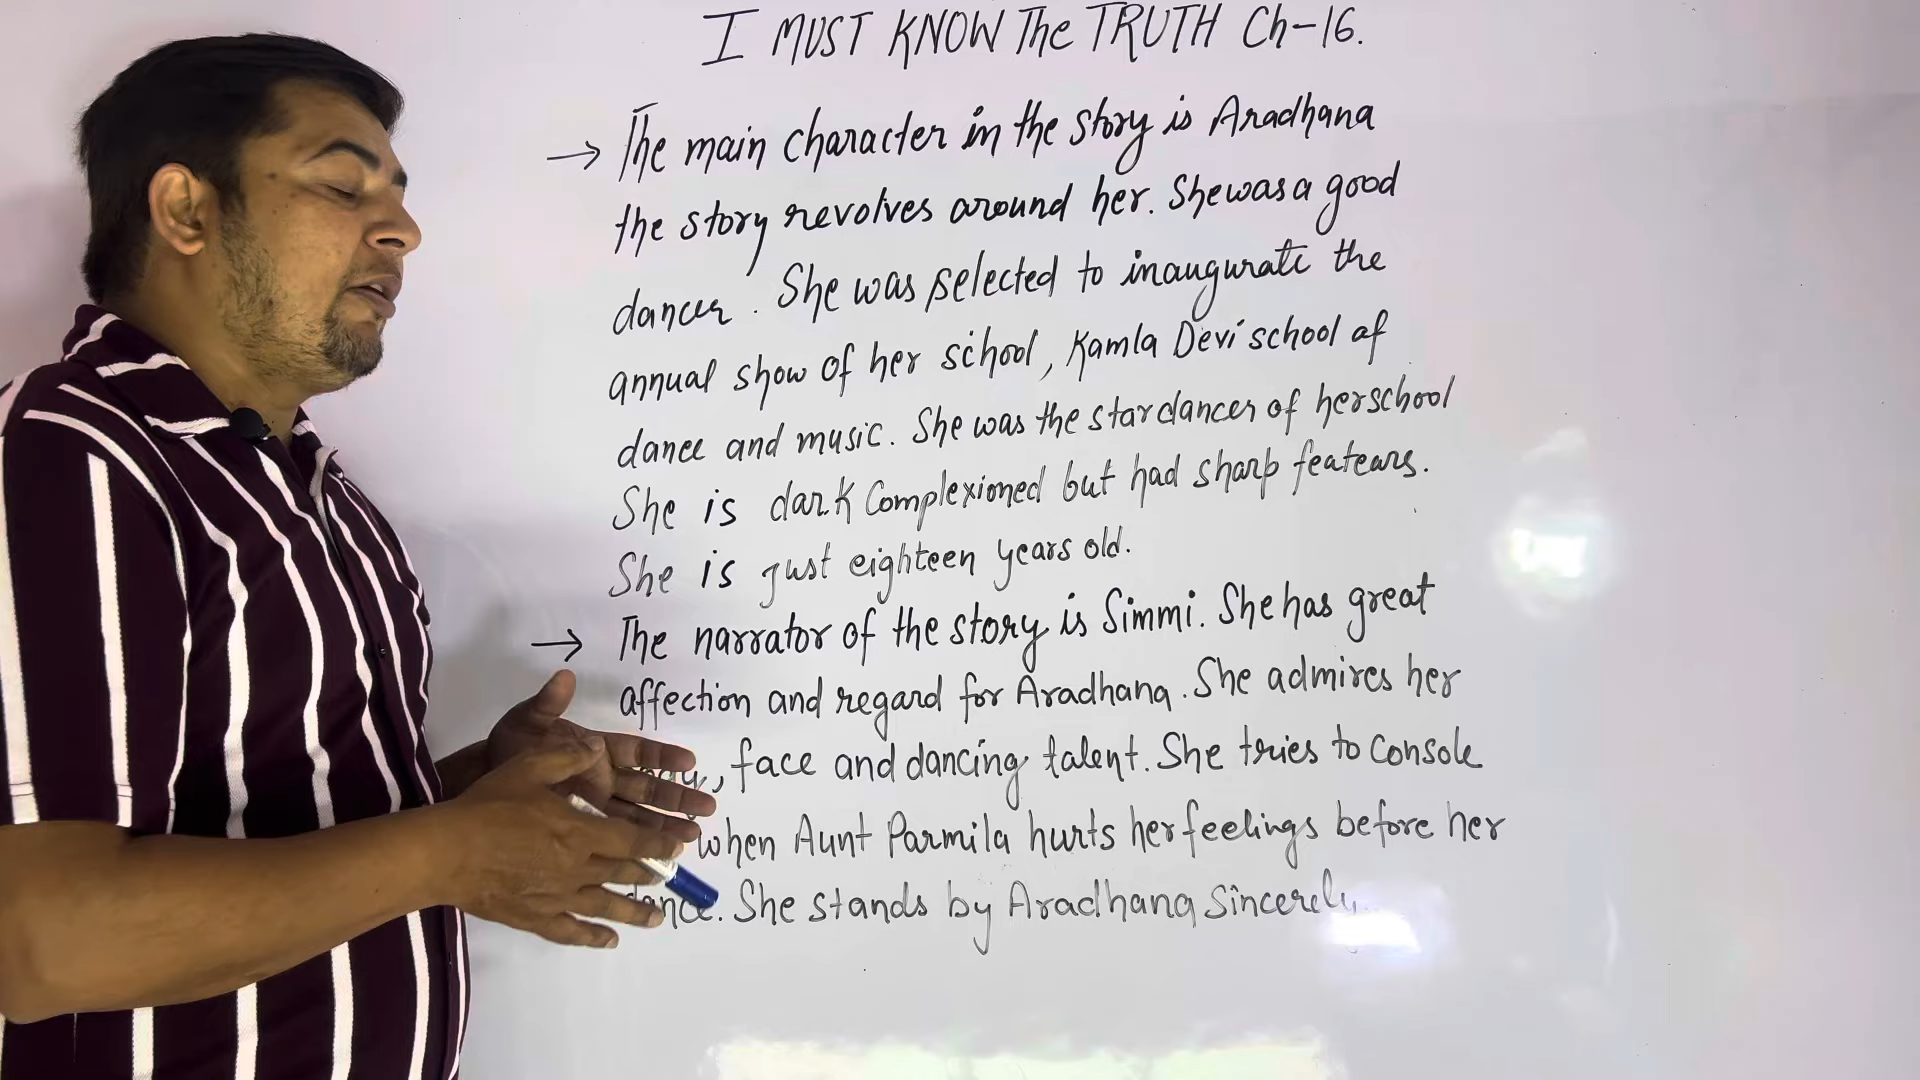 I MUST KNOW The TRUTH Ch-16.
→ The main character in the story is Aradhana
the story revolves around her. She was a good
dancer. She was selected to inaugurate the
annual show of her school, Kamla Devi school of
dance and music. She was the star dancer of her school
She is dark Complexioned but had sharp featears.
She is just eighteen years old.
→ The narrator of the story is Simmi. She has great
affection and regard for Aradhana. She admires her
, face and dancing talent. She tries to Console
when Aunt Parmila hurts her feelings before her
dance. She stands by Aradhana Sincerely